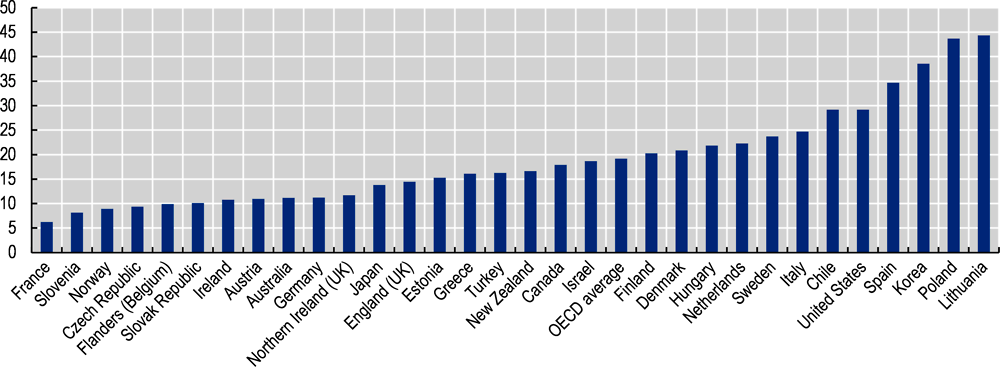 50
45
40
35
30
25
20
15
10
5
0
France
Slovenia
Norway
Czech Republic
Flanders (Belgium)
Slovak Republic
Ireland
Austria
Australia
Germany
Northern Ireland (UK)
Japan
England (UK)
Estonia
Greece
Turkey
New Zealand
Canada
Israel
OECD average
Finland
Denmark
Hungary
Netherlands
Sweden
Italy
Chile
United States
Spain
Korea
Poland
Lithuania